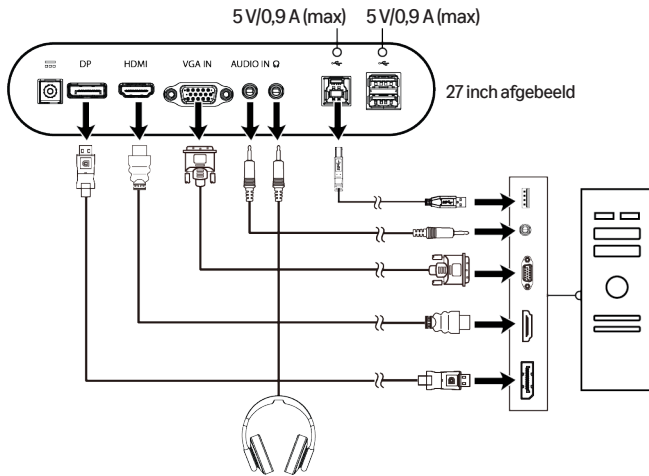 5 V/0,9 A (max) 5 V/0,9 A (max)
DP HDMI VGA IN AUDIO IN
27 inch afgebeeld